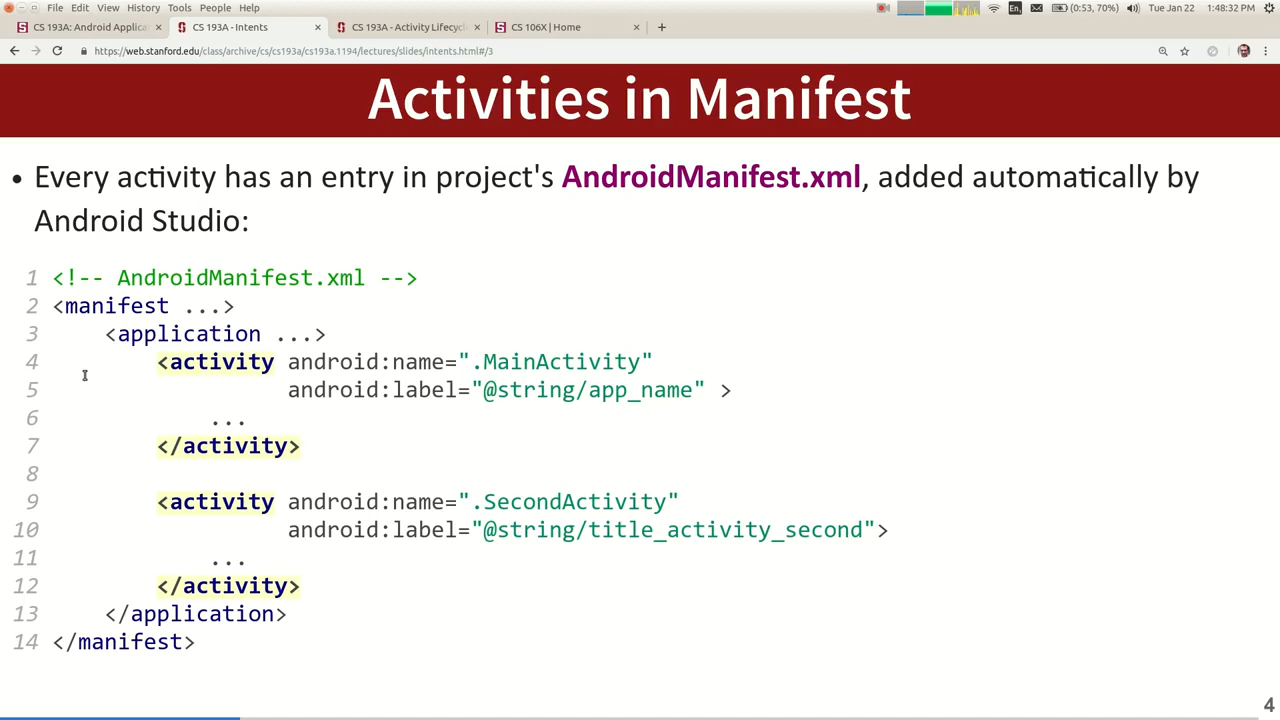 File Edit View History Tools People Help
En, (0:53, 70%) Tue Jan 22 1:48:32 PM
CS 193A: Android Applica × CS 193A - Intents × CS 193A - Activity Lifecyc × CS 106X | Home × +
https://web.stanford.edu/class/archive/cs/cs193a/cs193a.1194/lectures/slides/intents.html#/3
Activities in Manifest
• Every activity has an entry in project's AndroidManifest.xml, added automatically by
Android Studio:
1 <!-- AndroidManifest.xml -->
2 <manifest ...>
3 <application ...>
4 <activity android:name=".MainActivity"
5 android:label="@string/app_name" >
6 ...
7 </activity>
8
9 <activity android:name=".SecondActivity"
10 android:label="@string/title_activity_second">
11 ...
12 </activity>
13 </application>
14 </manifest>
4